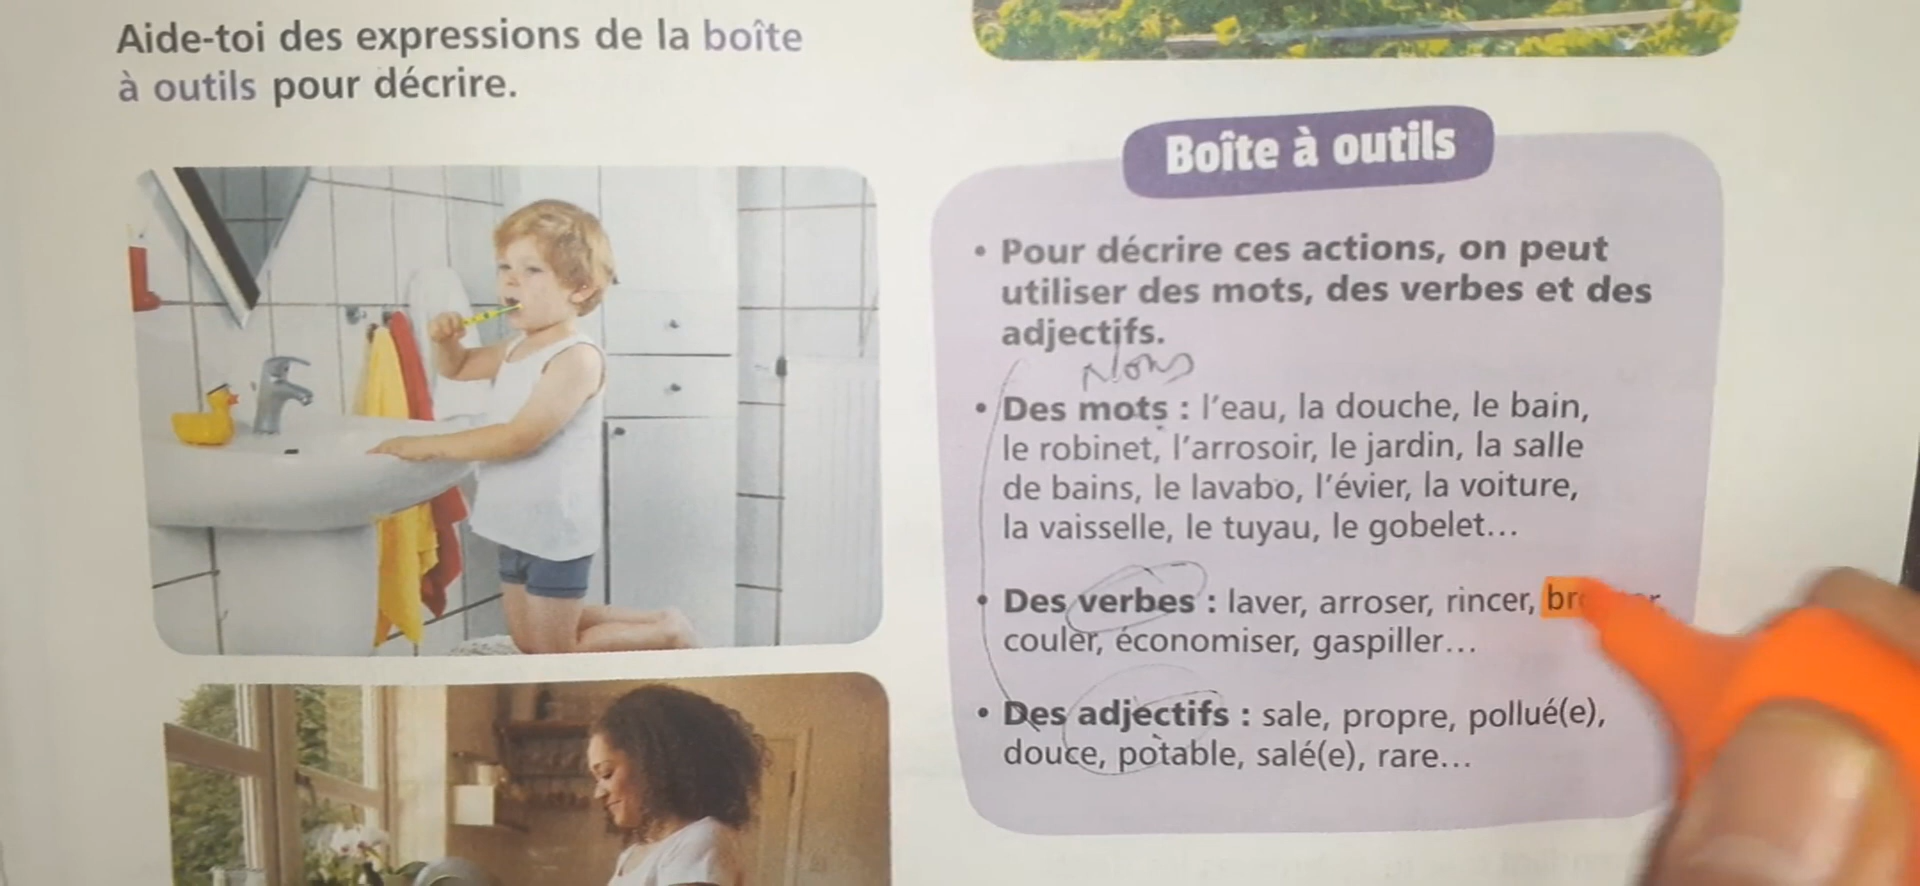 Aide-toi des expressions de la boîte
à outils pour décrire.
Boîte à outils
• Pour décrire ces actions, on peut
utiliser des mots, des verbes et des
adjectifs.
Noms
• Des mots : l'eau, la douche, le bain,
le robinet, l'arrosoir, le jardin, la salle
de bains, le lavabo, l'évier, la voiture,
la vaisselle, le tuyau, le gobelet...
• Des verbes : laver, arroser, rincer,
couler, économiser, gaspiller...
• Des adjectifs : sale, propre, pollué(e),
douce, potable, salé(e), rare...